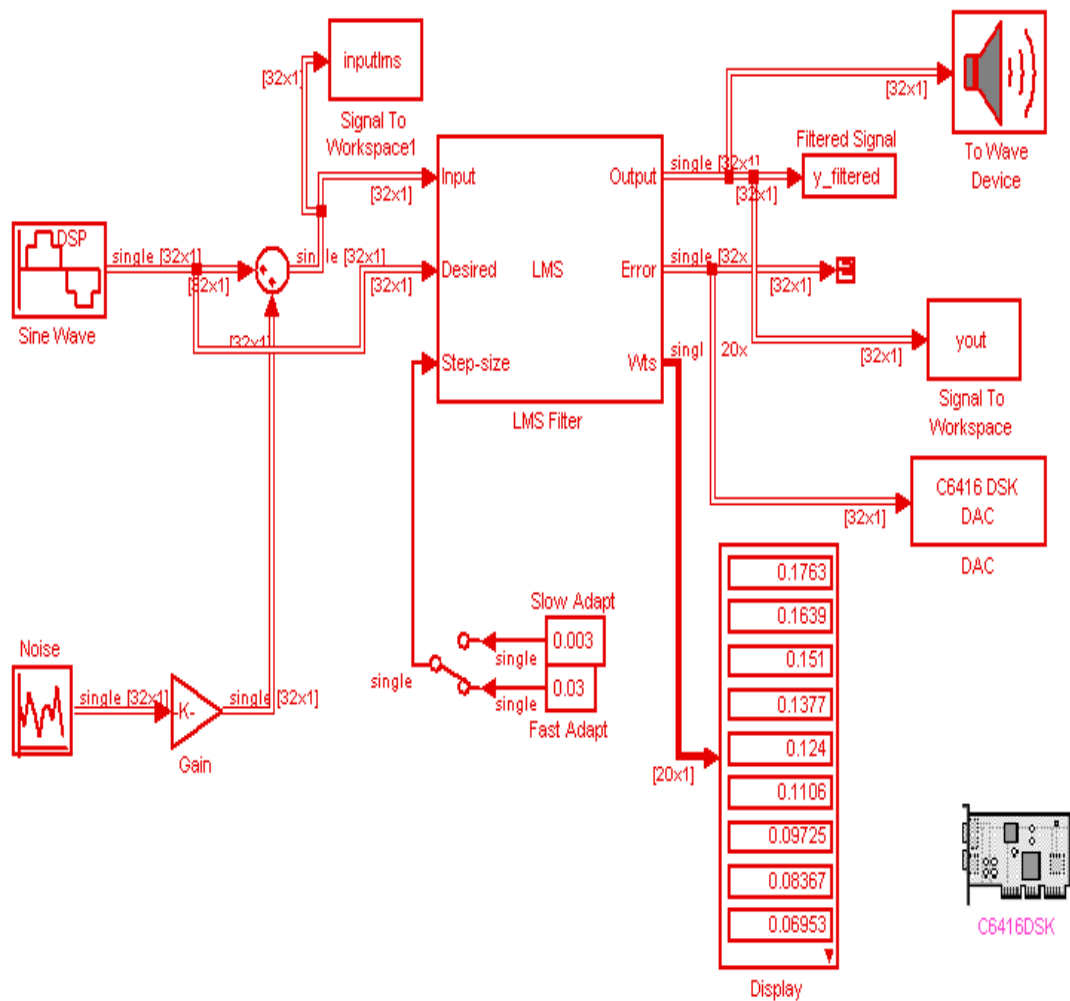 inputlms
[32x1]
Signal To
Workspace1
[32x1]
To Wave
Device
Filtered Signal
single [32x1]
y_filtered
[32x1]
Input
Output
[32x1]
DSP
single [32x1]
[32x1]
Sine Wave
single [32x1]
[32x1]
Desired
LMS
Error
single [32x
[32x1]
[32x1]
Step-size
Wts
singl 20x
LMS Filter
yout
[32x1]
Signal To
Workspace
C6416 DSK
DAC
[32x1]
DAC
Slow Adapt
0.003
single
single
0.03
single
Fast Adapt
Noise
single [32x1]
-K-
single [32x1]
Gain
[20x1]
0.1763
0.1639
0.151
0.1377
0.124
0.1106
0.09725
0.08367
0.06953
Display
C6416DSK